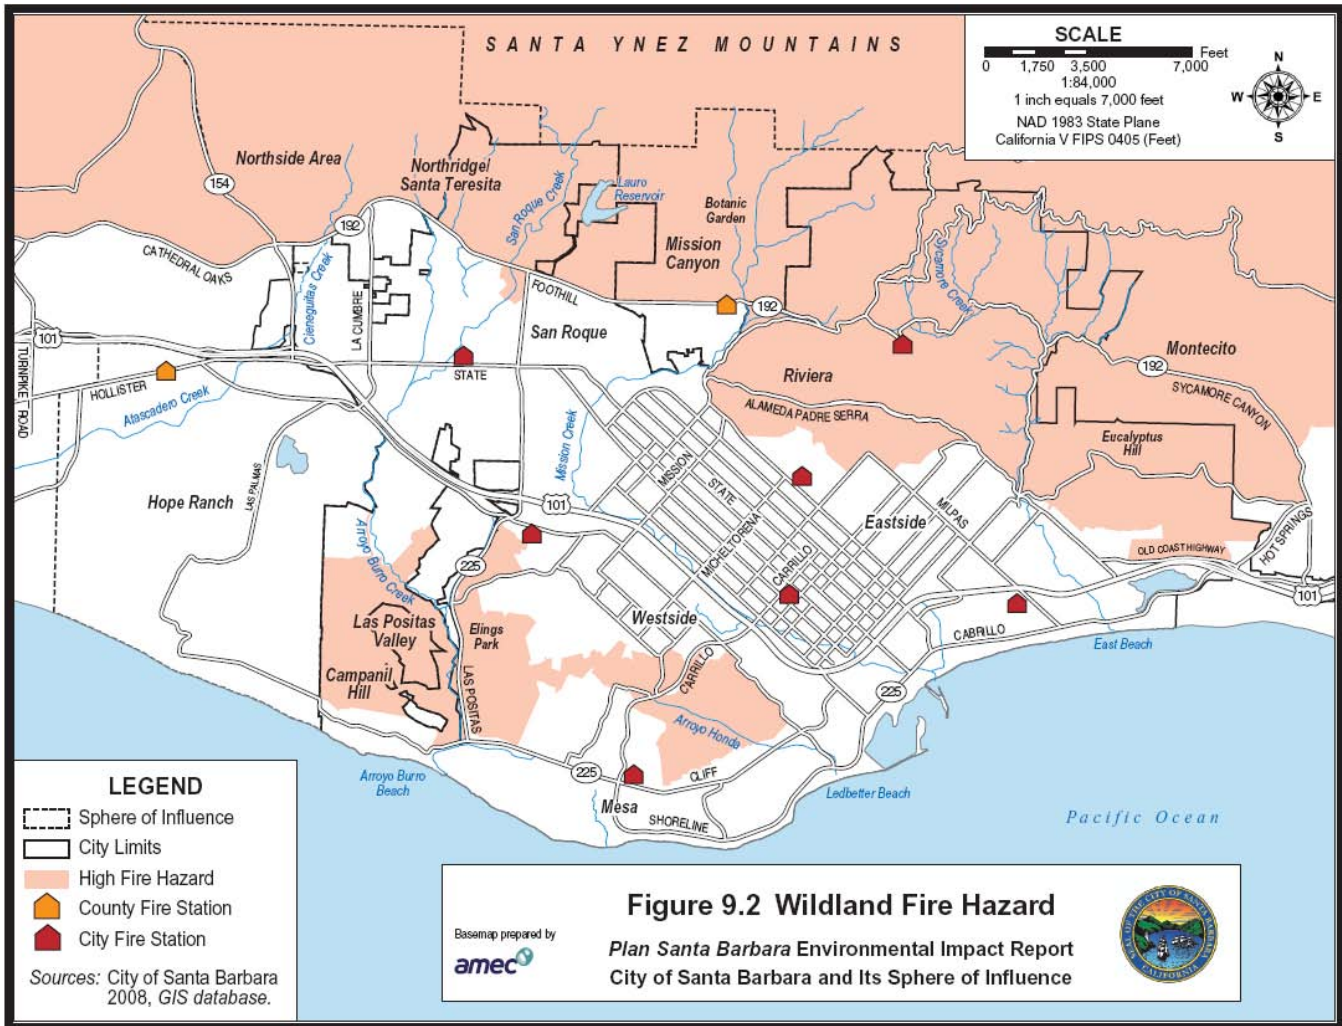 SANTA YNEZ MOUNTAINS
SCALE
Feet
0 1,750 3,500 7,000
1:84,000
1 inch equals 7,000 feet
NAD 1983 State Plane
California V FIPS 0405 (Feet)
N
W E
S
Northside Area
Northridge/
Santa Teresita
154
192
San Roque Creek
Lauro
Reservoir
Botanic
Garden
Mission
Canyon
Sycamore Creek
CATHEDRAL OAKS
Cieneguitas Creek
LA CUMBRE
FOOTHILL
San Roque
192
101
TURNPIKE ROAD
HOLLISTER
Atascadero Creek
STATE
Riviera
ALAMEDA PADRE SERRA
Montecito
192
SYCAMORE CANYON
Eucalyptus
Hill
Mission Creek
MISSION
STATE
Hope Ranch
LAS PALMAS
101
MICHELTORENA
Eastside
MILPAS
CARRILLO
Arroyo Burro Creek
225
OLD COAST HIGHWAY
HOT SPRINGS
101
Las Positas
Valley
Elings
Park
Westside
CABRILLO
East Beach
Campanil
Hill
LAS POSITAS
CARRILLO
225
Arroyo Honda
Arroyo Burro
Beach
225
CLIFF
Mesa
SHORELINE
Ledbetter Beach
Pacific Ocean
LEGEND
Sphere of Influence
City Limits
High Fire Hazard
County Fire Station
City Fire Station
Sources: City of Santa Barbara
2008, GIS database.
Basemap prepared by
amec
Figure 9.2 Wildland Fire Hazard
Plan Santa Barbara Environmental Impact Report
City of Santa Barbara and Its Sphere of Influence
SEAL OF THE CITY OF SANTA BARBARA
CALIFORNIA